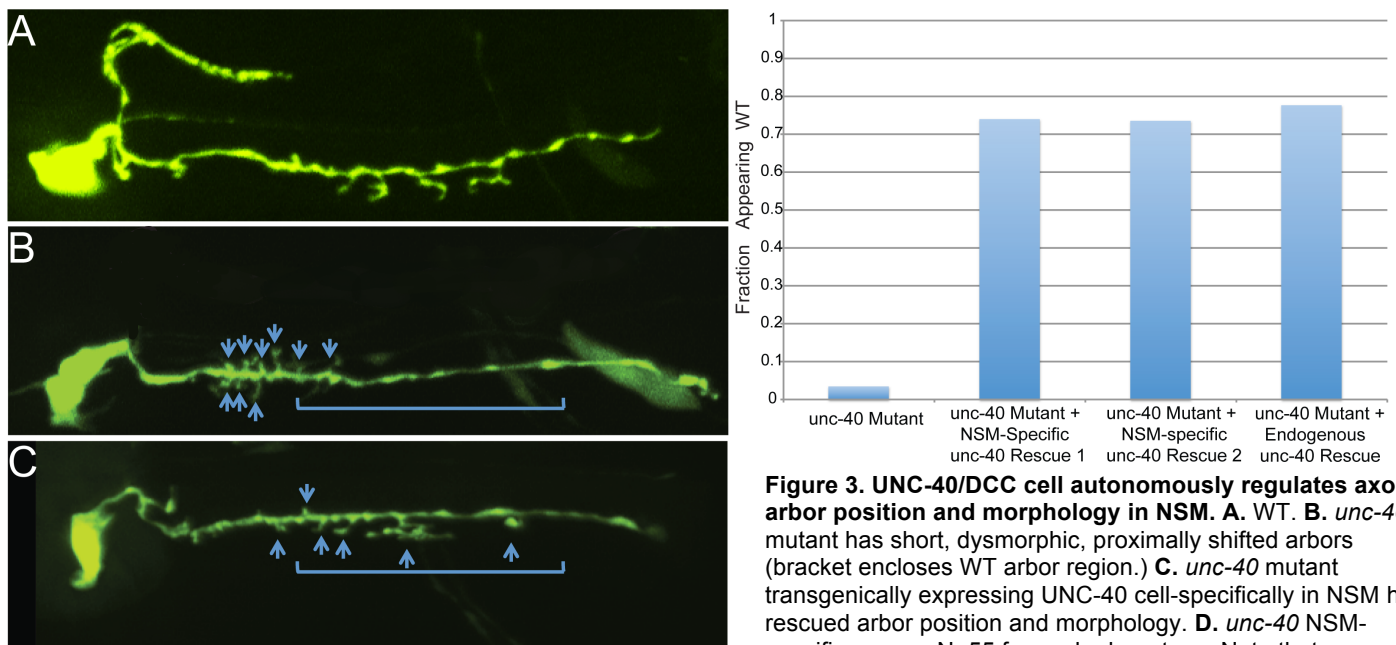 A
B
C
Fraction Appearing WT
1
0.9
0.8
0.7
0.6
0.5
0.4
0.3
0.2
0.1
0
unc-40 Mutant
unc-40 Mutant +
NSM-Specific
unc-40 Rescue 1
unc-40 Mutant +
NSM-specific
unc-40 Rescue 2
unc-40 Mutant +
Endogenous
unc-40 Rescue
Figure 3. UNC-40/DCC cell autonomously regulates axo
arbor position and morphology in NSM. A. WT. B. unc-4
mutant has short, dysmorphic, proximally shifted arbors
(bracket encloses WT arbor region.) C. unc-40 mutant
transgenically expressing UNC-40 cell-specifically in NSM h
rescued arbor position and morphology. D. unc-40 NSM-